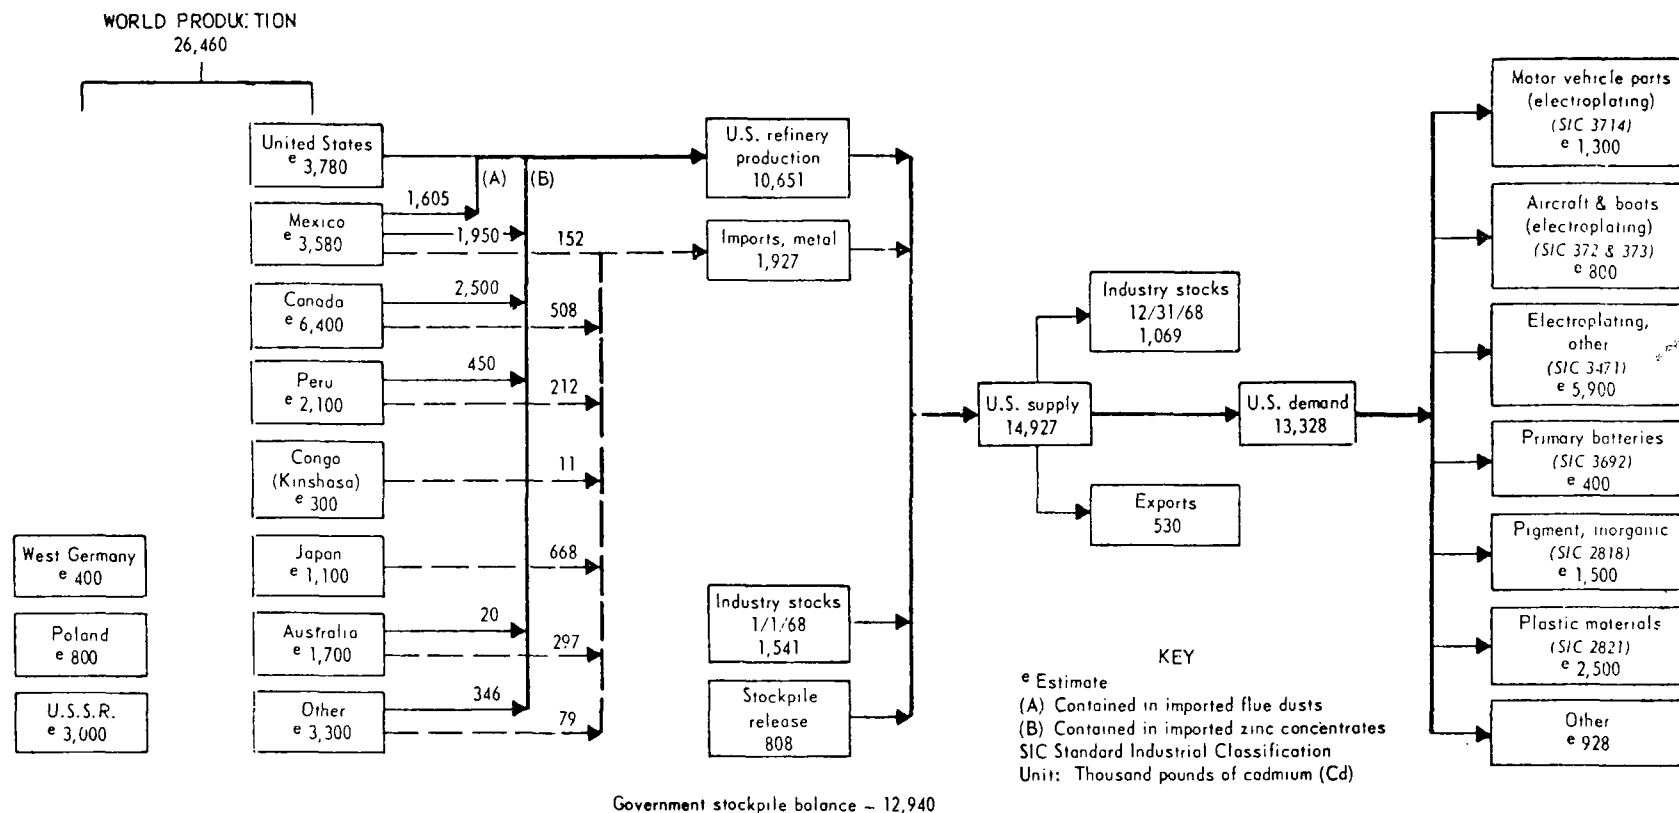 WORLD PRODUCTION
26,460
United States
e 3,780
Mexico
e 3,580
Canada
e 6,400
Peru
e 2,100
Congo
(Kinshasa)
e 300
Japan
e 1,100
Australia
e 1,700
Other
e 3,300
West Germany
e 400
Poland
e 800
U.S.S.R.
e 3,000
(A)
(B)
1,605
1,950
152
2,500
508
450
212
11
668
20
297
346
79
U.S. refinery
production
10,651
Imports, metal
1,927
Industry stocks
1/1/68
1,541
Stockpile
release
808
Industry stocks
12/31/68
1,069
U.S. supply
14,927
Exports
530
U.S. demand
13,328
Motor vehicle parts
(electroplating)
(SIC 3714)
e 1,300
Aircraft & boats
(electroplating)
(SIC 372 & 373)
e 800
Electroplating,
other
(SIC 3471)
e 5,900
Primary batteries
(SIC 3692)
e 400
Pigment, inorganic
(SIC 2818)
e 1,500
Plastic materials
(SIC 2821)
e 2,500
Other
e 928
KEY
e Estimate
(A) Contained in imported flue dusts
(B) Contained in imported zinc concentrates
SIC Standard Industrial Classification
Unit: Thousand pounds of cadmium (Cd)
Government stockpile balance – 12,940